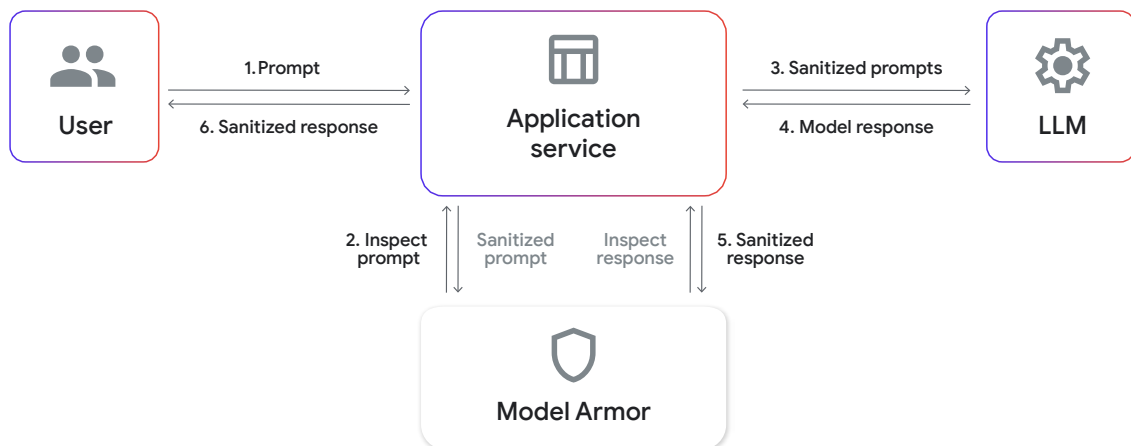 1. Prompt
3. Sanitized prompts
User
Application
service
LLM
6. Sanitized response
4. Model response
2. Inspect
prompt
Sanitized
prompt
Inspect
response
5. Sanitized
response
Model Armor